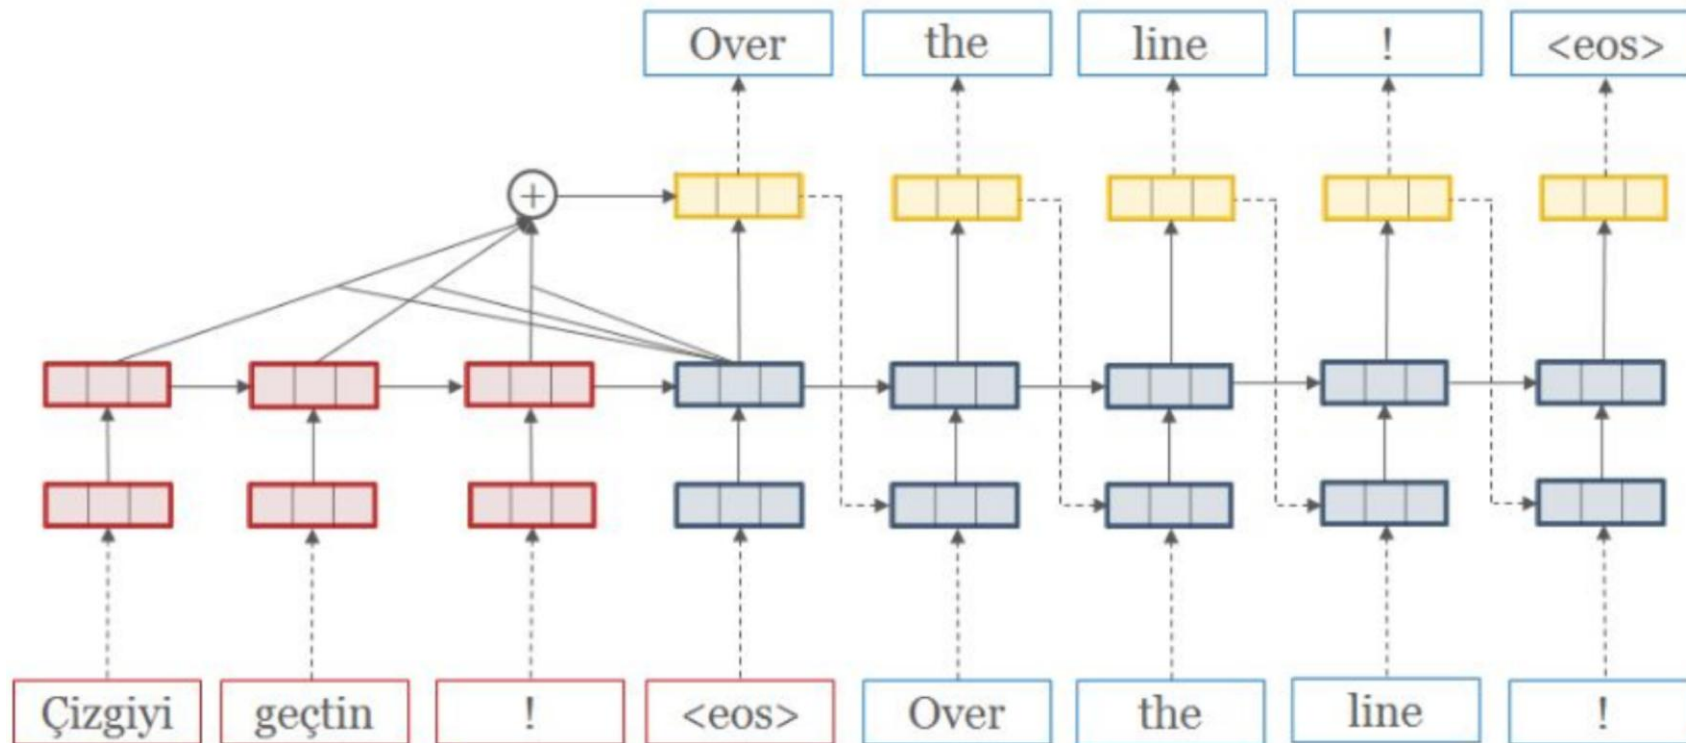 Over the line ! <eos>
+
Çizgiyi geçtin ! <eos> Over the line !